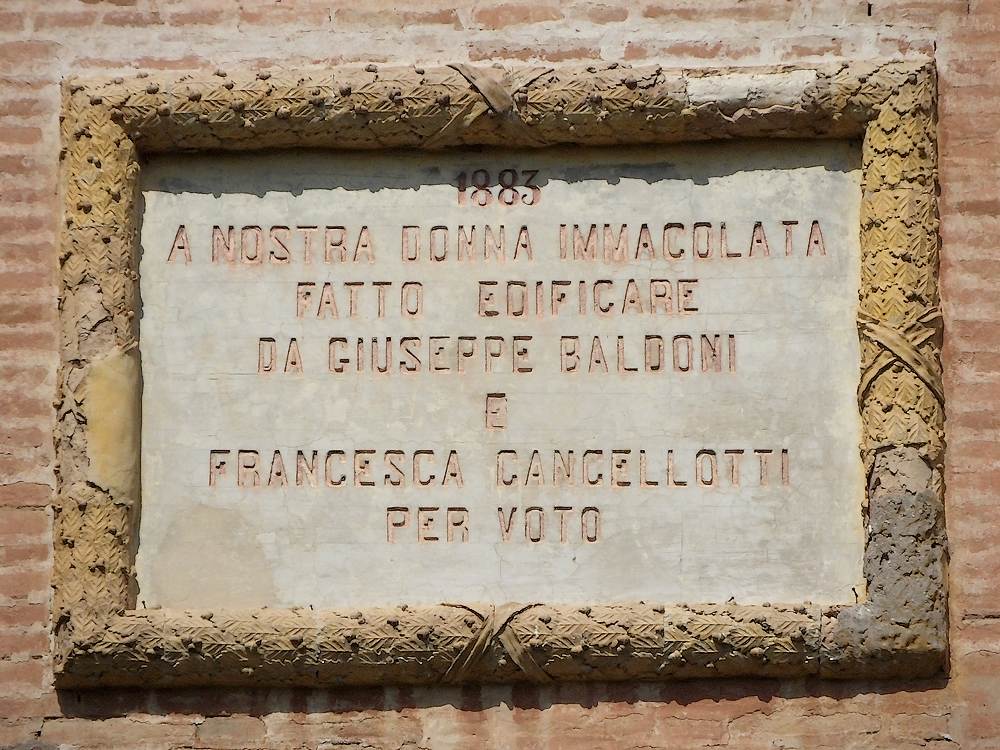 1883
A NOSTRA DONNA IMMACOLATA
FATTO EDIFICARE
DA GIUSEPPE BALDONI
E
FRANCESCA CANCELLOTTI
PER VOTO